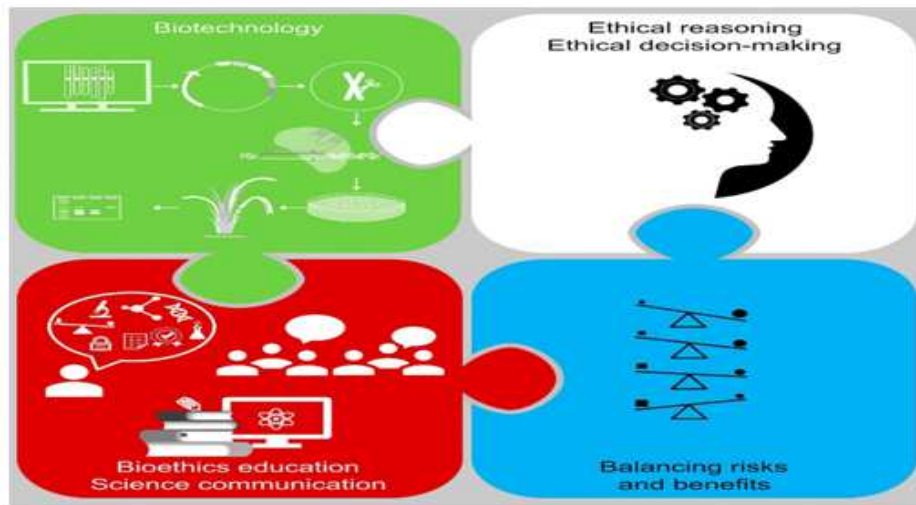 Biotechnology
Ethical reasoning
Ethical decision-making
Bioethics education
Science communication
Balancing risks
and benefits